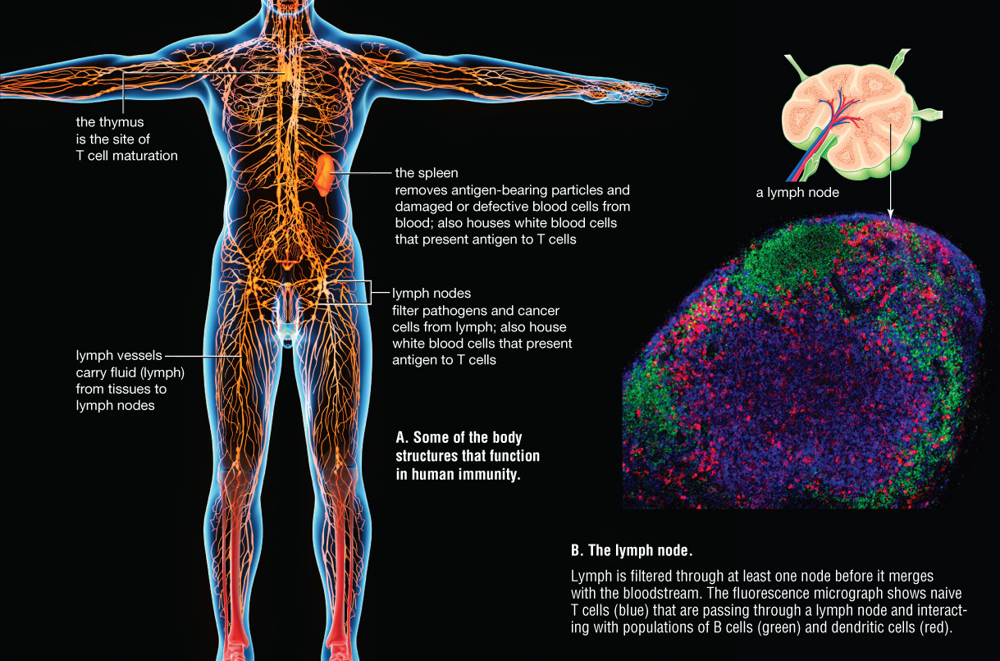 the thymus
is the site of
T cell maturation
the spleen
removes antigen-bearing particles and
damaged or defective blood cells from
blood; also houses white blood cells
that present antigen to T cells
lymph nodes
filter pathogens and cancer
cells from lymph; also house
white blood cells that present
antigen to T cells
lymph vessels
carry fluid (lymph)
from tissues to
lymph nodes
A. Some of the body
structures that function
in human immunity.
a lymph node
B. The lymph node.
Lymph is filtered through at least one node before it merges
with the bloodstream. The fluorescence micrograph shows naive
T cells (blue) that are passing through a lymph node and interact-
ing with populations of B cells (green) and dendritic cells (red).